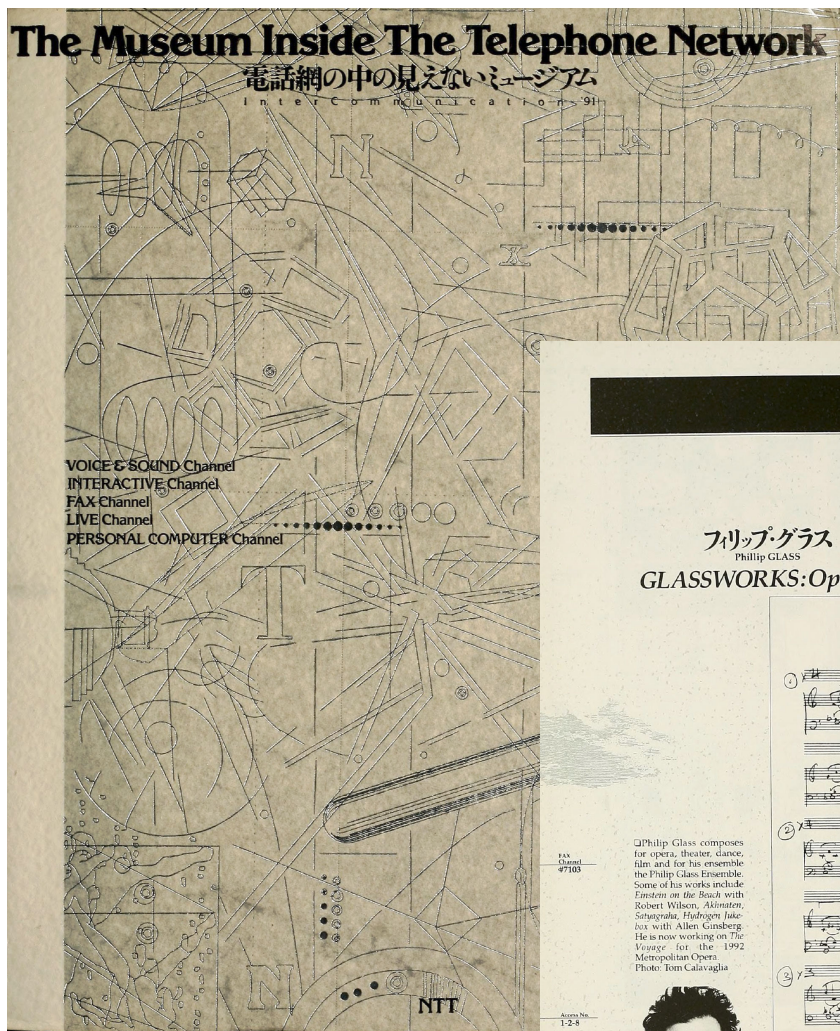 The Museum Inside The Telephone Network
電話網の中の見えないミュージアム
InterCommunication '91
N
x
VOICE & SOUND Channel
INTERACTIVE Channel
FAX Channel
LIVE Channel
PERSONAL COMPUTER Channel
T
N
NTT
フィリップ・グラス
Phillip GLASS
GLASSWORKS:Op
1
2
3
FAX
Channel
#7103
❏Philip Glass composes
for opera, theater, dance,
film and for his ensemble
the Philip Glass Ensemble.
Some of his works include
Einstein on the Beach with
Robert Wilson, Akhnaten,
Satyagraha, Hydrogen Juke-
box with Allen Ginsberg.
He is now working on The
Voyage for the 1992
Metropolitan Opera.
Photo: Tom Calavaglia
Access No.
1-2-8